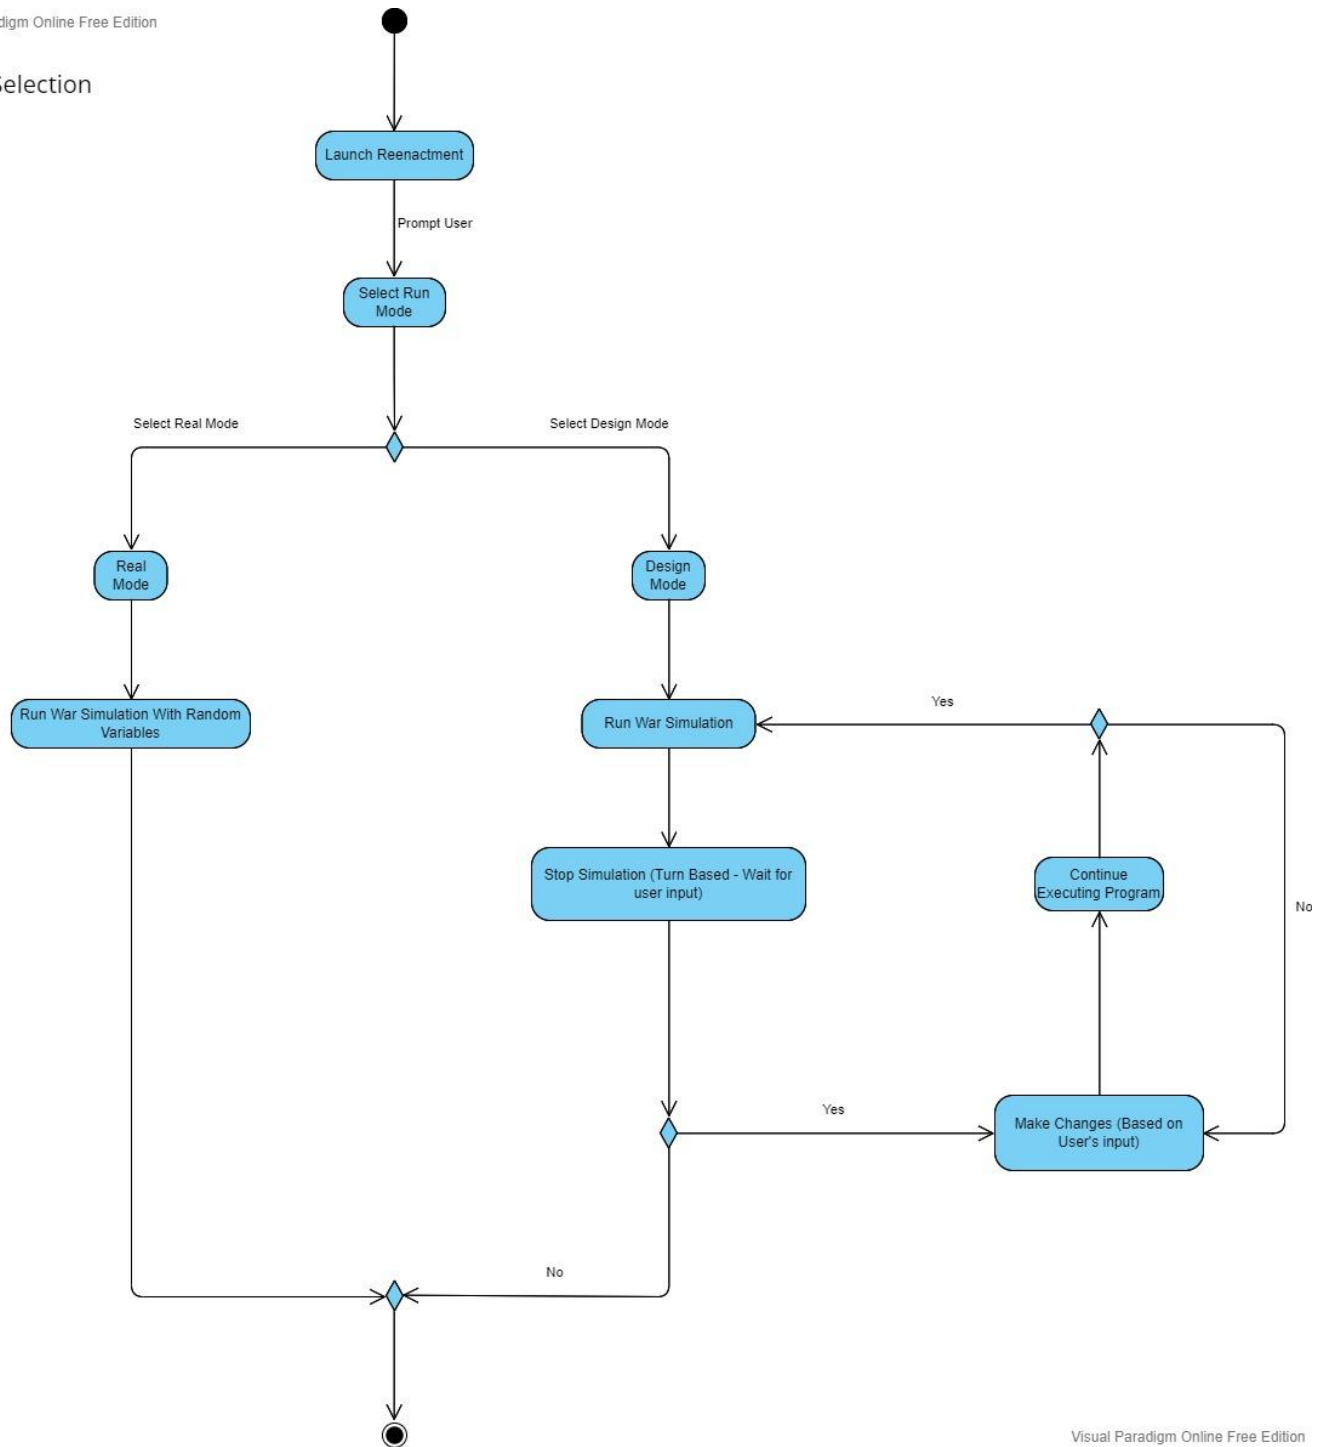 digm Online Free Edition
Selection
Launch Reenactment
Prompt User
Select Run
Mode
Select Real Mode
Select Design Mode
Real
Mode
Design
Mode
Run War Simulation With Random
Variables
Run War Simulation
Yes
Stop Simulation (Turn Based - Wait for
user input)
Continue
Executing Program
No
Yes
Make Changes (Based on
User's input)
No
Visual Paradigm Online Free Edition